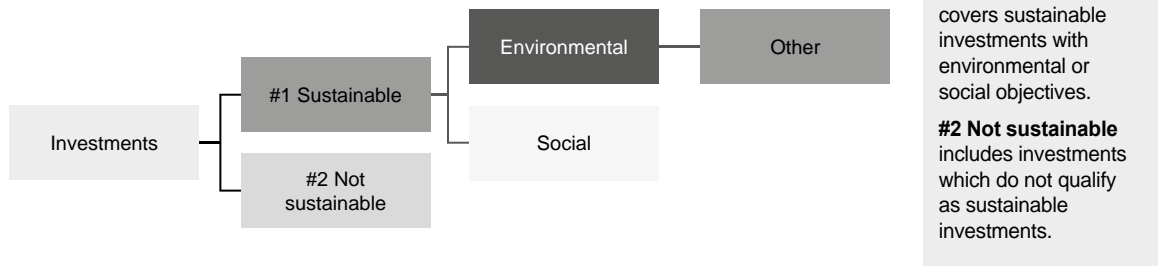 Investments
#1 Sustainable
#2 Not
sustainable
Environmental
Social
Other
covers sustainable
investments with
environmental or
social objectives.
#2 Not sustainable
includes investments
which do not qualify
as sustainable
investments.